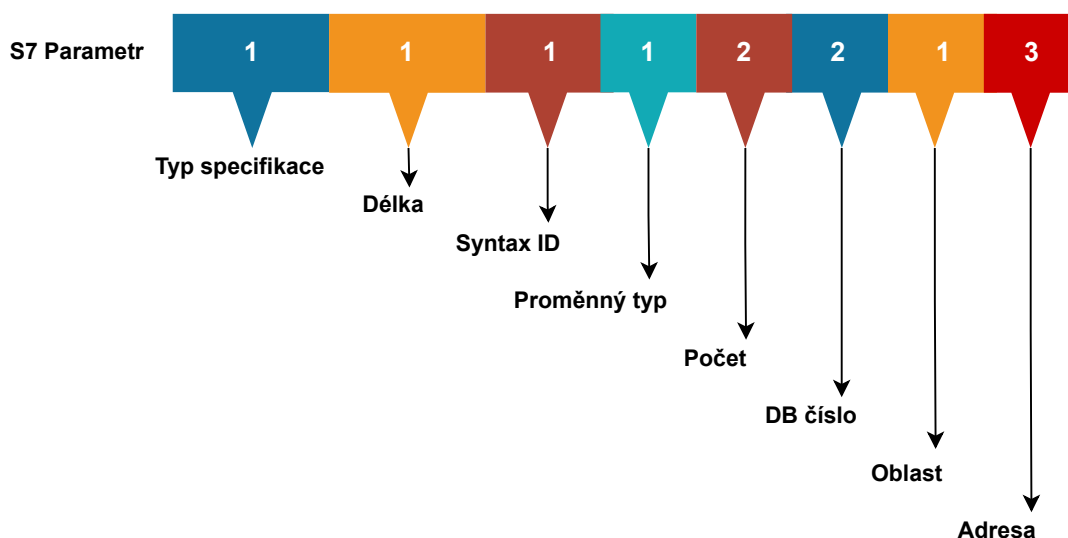 S7 Parametr 1 1 1 1 2 2 1 3
Typ specifikace
Délka
Syntax ID
Proměnný typ
Počet
DB číslo
Oblast
Adresa